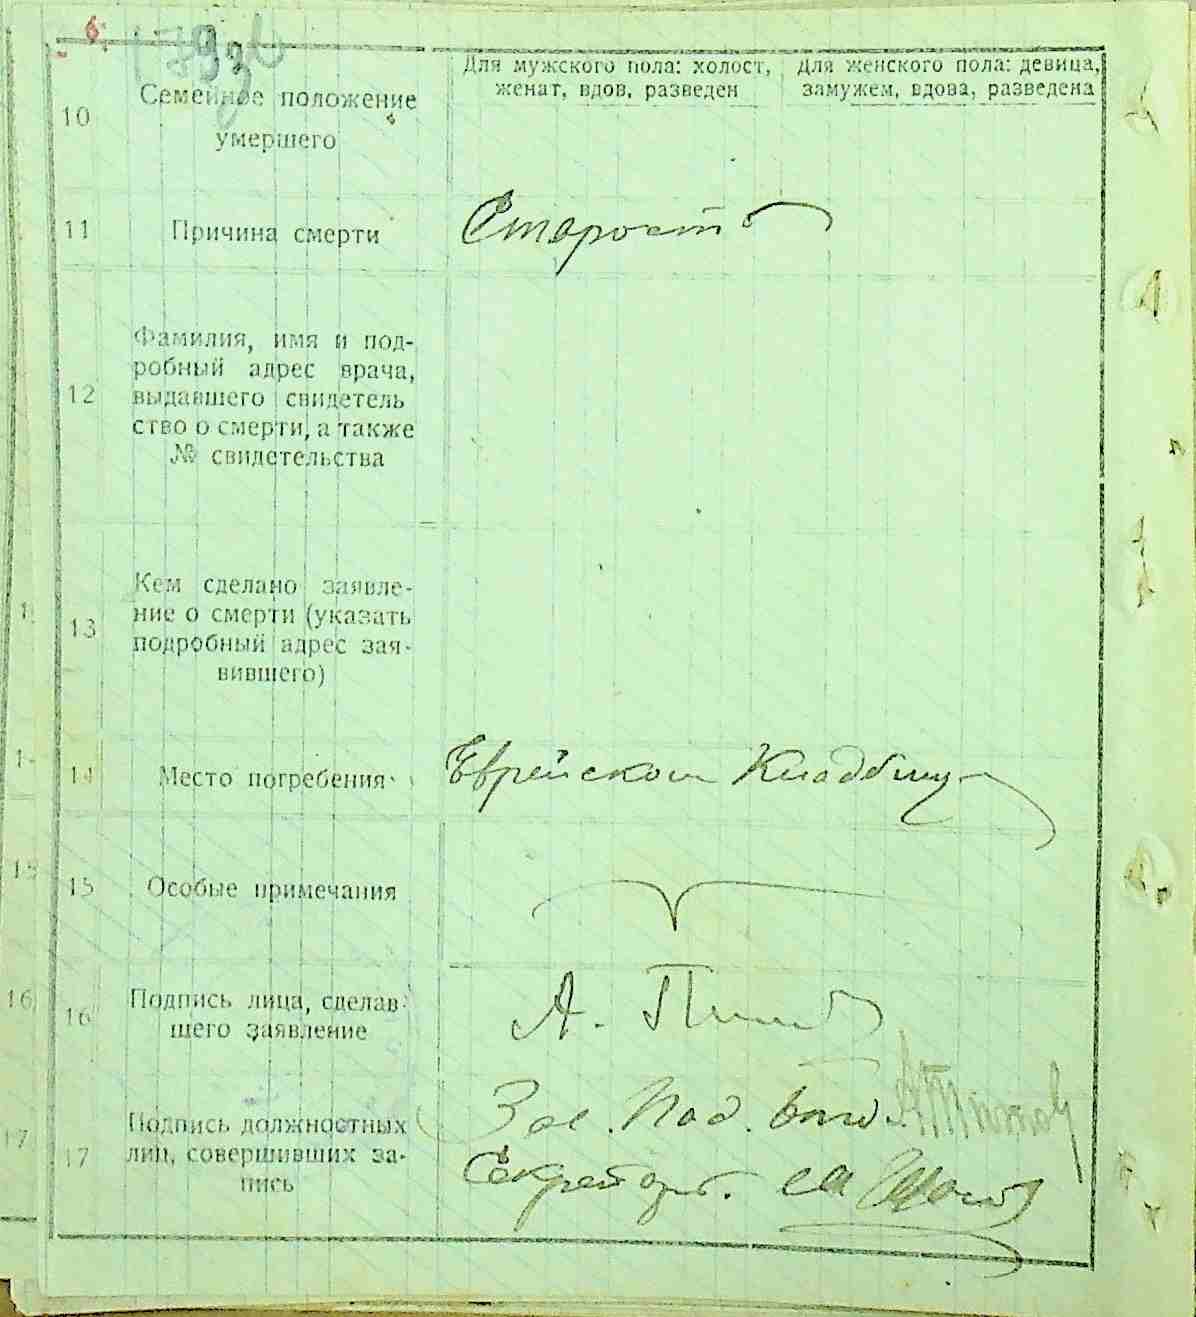 6
Для мужского пола: холост, женат, вдов, разведен
Для женского пола: девица, замужем, вдова, разведена
10
Семейное положение
умершего
11
Причина смерти
Старость
12
Фамилия, имя и под-
робный адрес врача,
выдавшего свидетель
ство о смерти, а также
№ свидетельства
13
Кем сделано заявле-
ние о смерти (указать
подробный адрес зая-
вившего)
14
Место погребения
Еврейском Кладбищ
15
Особые примечания
16
Подпись лица, сделав-
шего заявление
А.
17
Подпись должностных
лиц, совершивших за-
пись
Зав.
Секретарь.